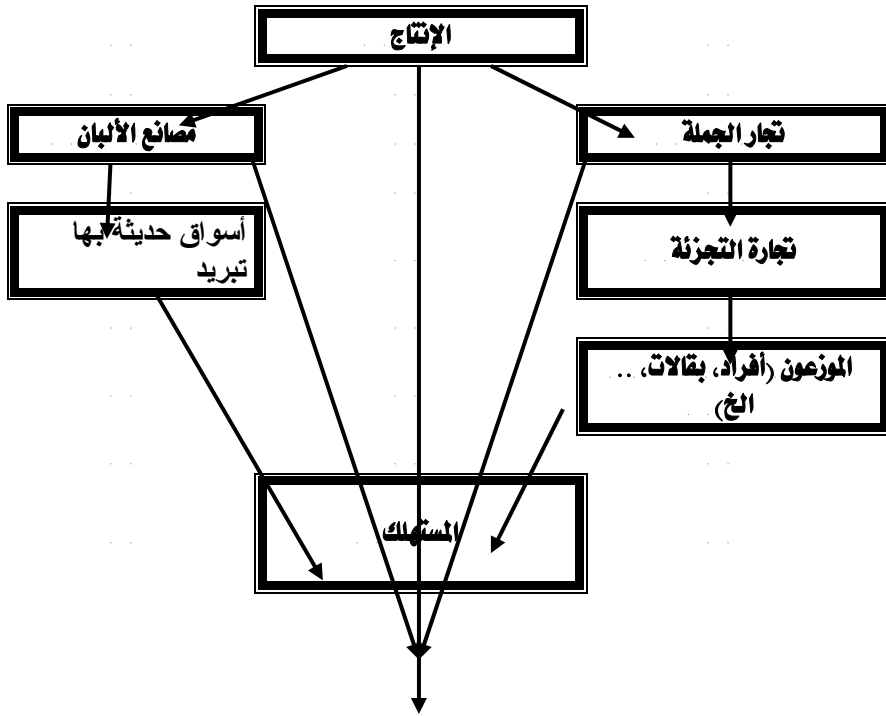 الإنتاج
تجار الجملة
مصانع الألبان
تجارة التجزئة
أسواق حديثة بها
تبريد
الموزعون (أفراد، بقالات، ..
الخ)
المستهلك